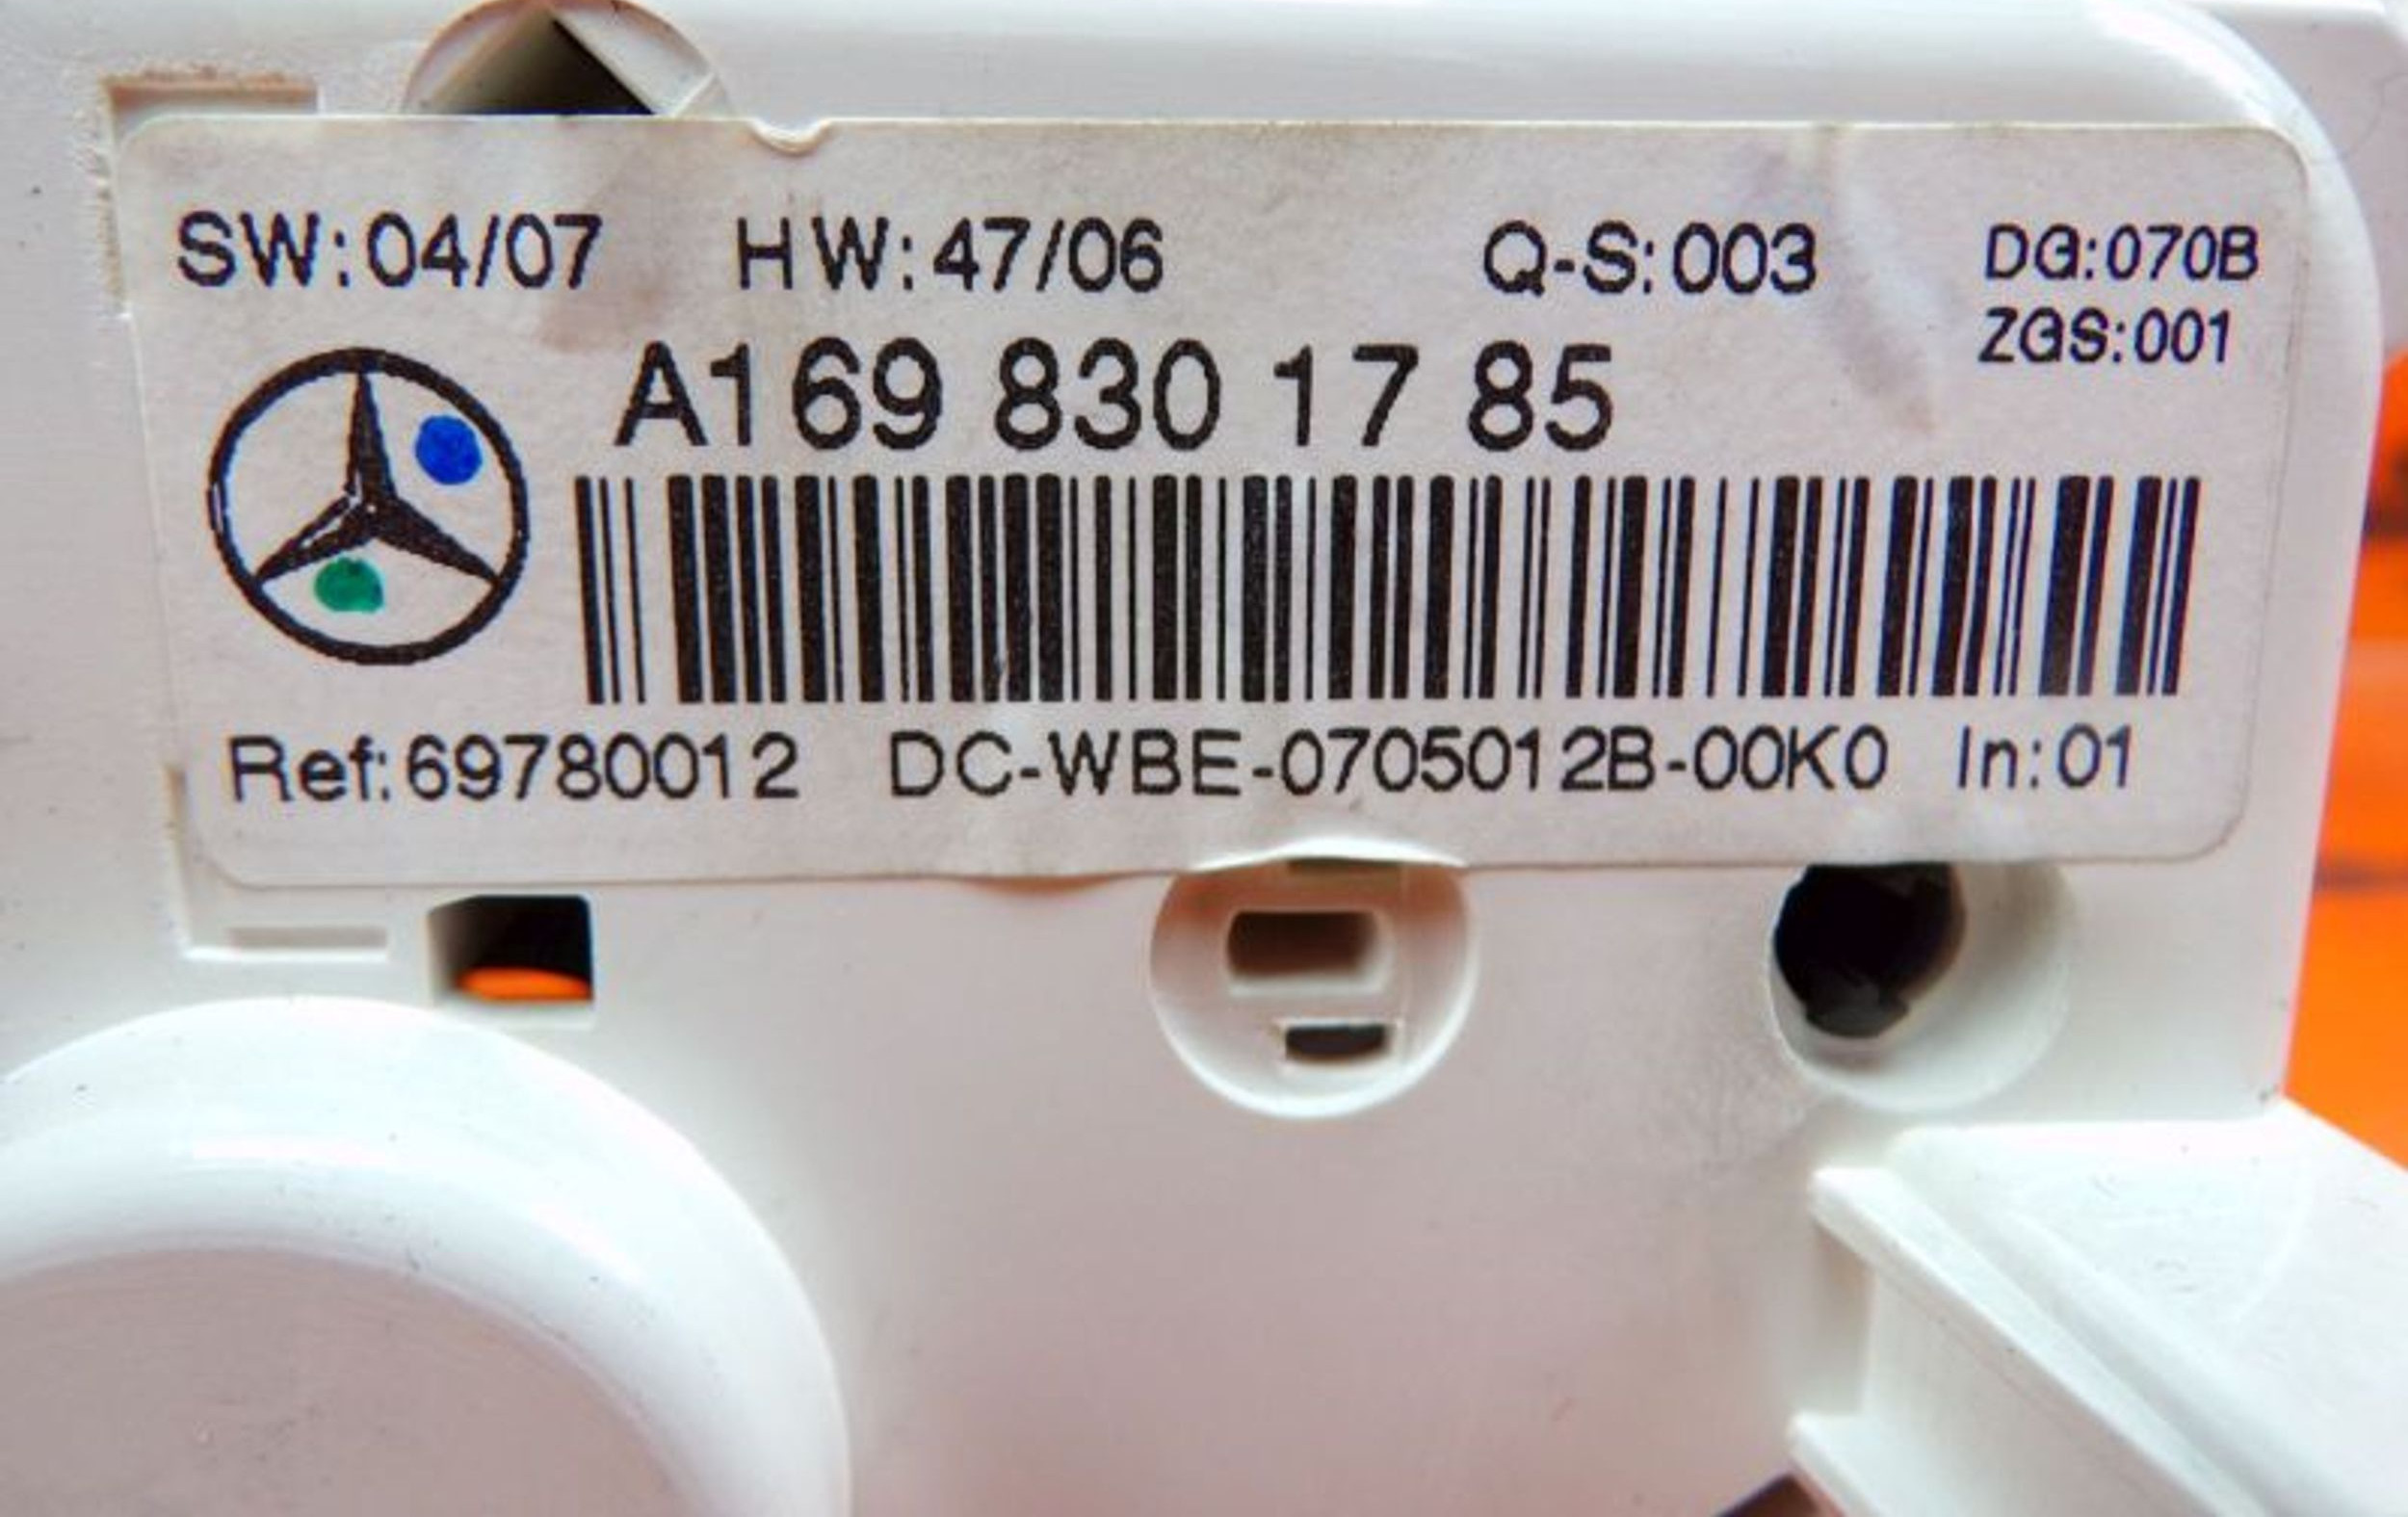 SW:04/07 HW:47/06 Q-S:003 DG:070B
ZGS:001
A169 830 17 85
Ref:69780012 DC-WBE-0705012B-00K0 In:01